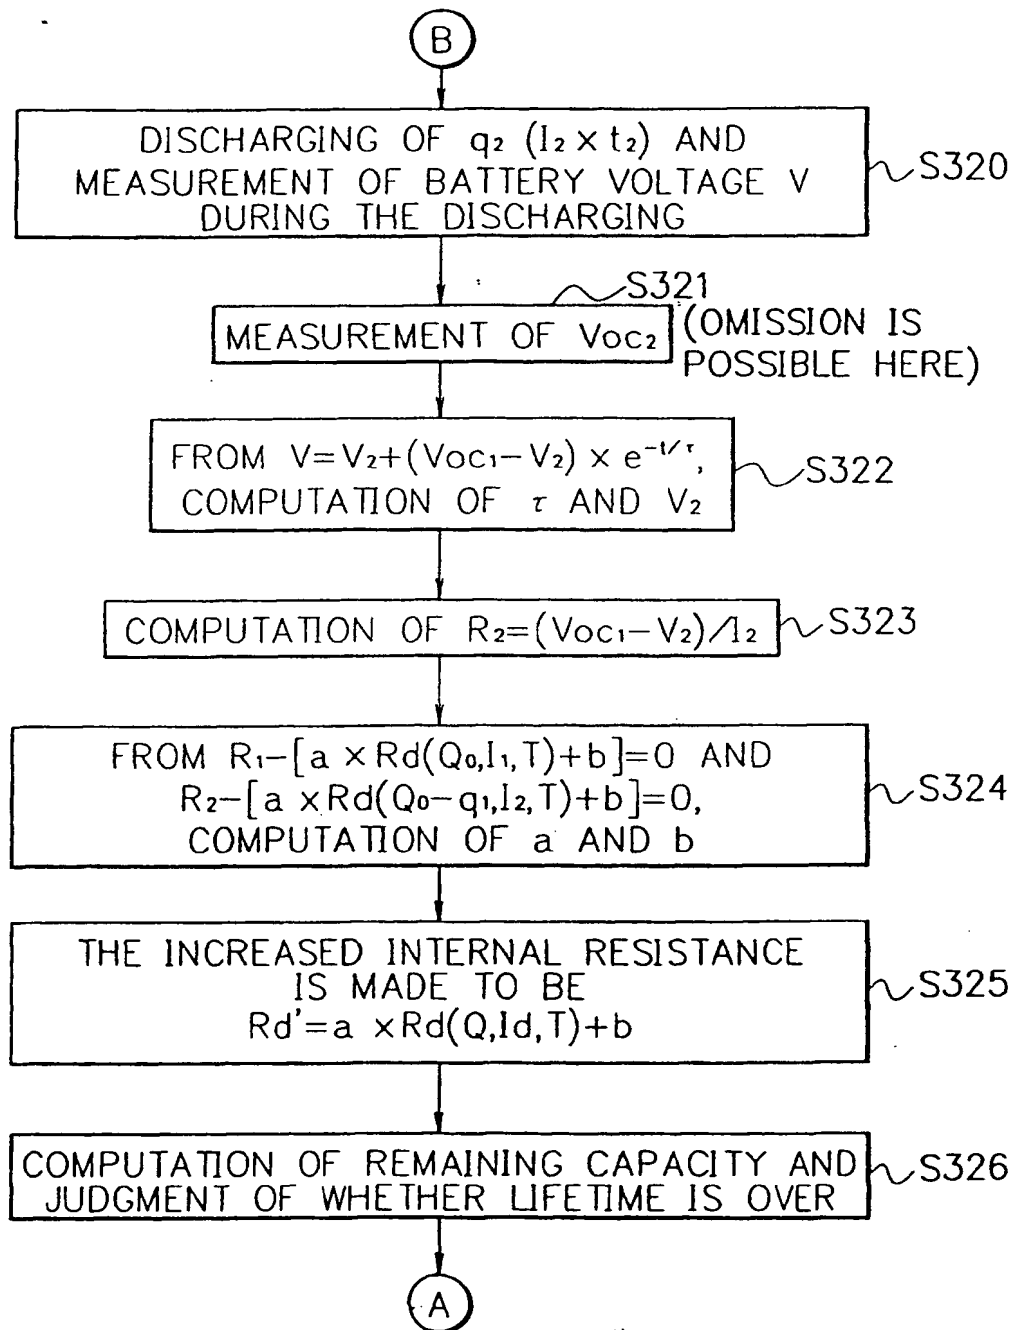 B
DISCHARGING OF q₂ (I₂ × t₂) AND
MEASUREMENT OF BATTERY VOLTAGE V
DURING THE DISCHARGING
S320
S321
MEASUREMENT OF Voc₂
(OMISSION IS
POSSIBLE HERE)
FROM V=V₂+(Voc₁−V₂) × e^{-t/τ},
COMPUTATION OF τ AND V₂
S322
COMPUTATION OF R₂=(Voc₁−V₂)/I₂
S323
FROM R₁−[a × Rd(Q₀,I₁,T)+b]=0 AND
R₂−[a ×Rd(Q₀−q₁,I₂,T)+b]=0,
COMPUTATION OF a AND b
S324
THE INCREASED INTERNAL RESISTANCE
IS MADE TO BE
Rd'=a ×Rd(Q,Id,T)+b
S325
COMPUTATION OF REMAINING CAPACITY AND
JUDGMENT OF WHETHER LIFETIME IS OVER
S326
A